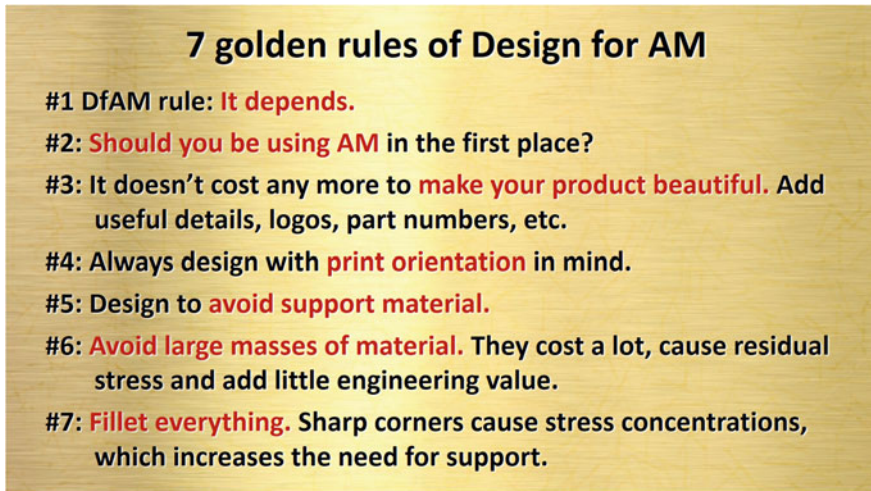 7 golden rules of Design for AM
#1 DfAM rule: It depends.
#2: Should you be using AM in the first place?
#3: It doesn’t cost any more to make your product beautiful. Add
useful details, logos, part numbers, etc.
#4: Always design with print orientation in mind.
#5: Design to avoid support material.
#6: Avoid large masses of material. They cost a lot, cause residual
stress and add little engineering value.
#7: Fillet everything. Sharp corners cause stress concentrations,
which increases the need for support.